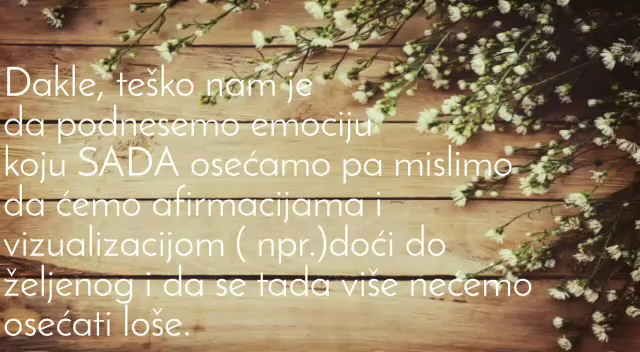 Dakle, teško nam je
da podnesemo emociju
koju SADA osećamo pa mislimo
da ćemo afirmacijama i
vizualizacijom ( npr.)doći do
željenog i da se tada više nećemo
osećati loše.